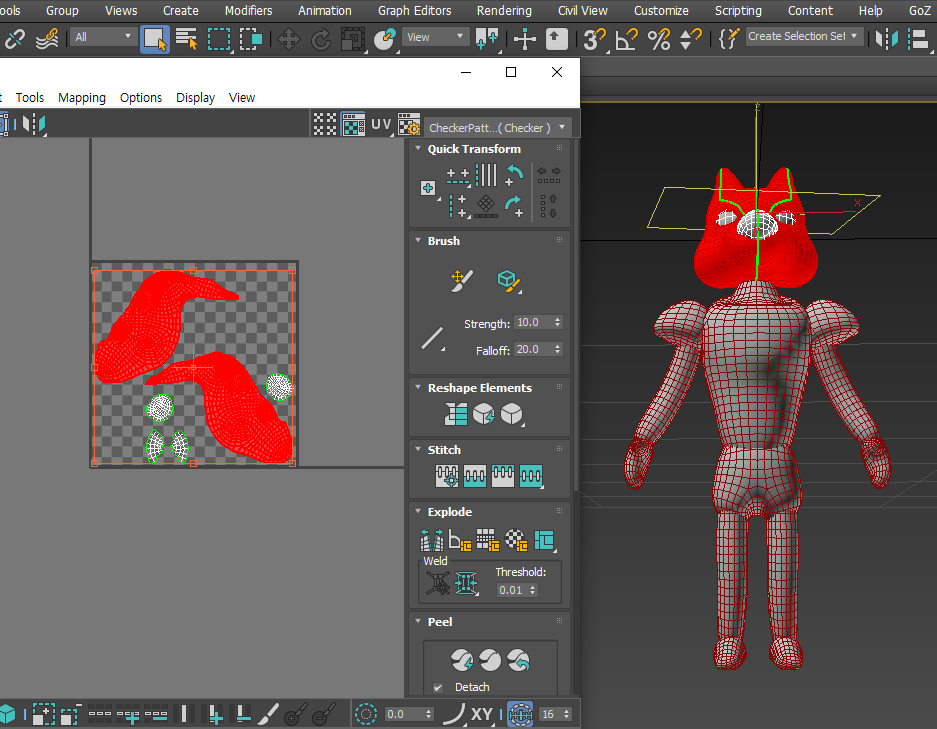 ools Group Views Create Modifiers Animation Graph Editors Rendering Civil View Customize Scripting Content Help GoZ
All View 3 % Create Selection Set
t Tools Mapping Options Display View
UV CheckerPatt...( Checker )
Quick Transform
Brush
Strength: 10.0
Falloff: 20.0
Reshape Elements
Stitch
Explode
Weld
Threshold:
0.01
Peel
Detach
0.0 XY 16